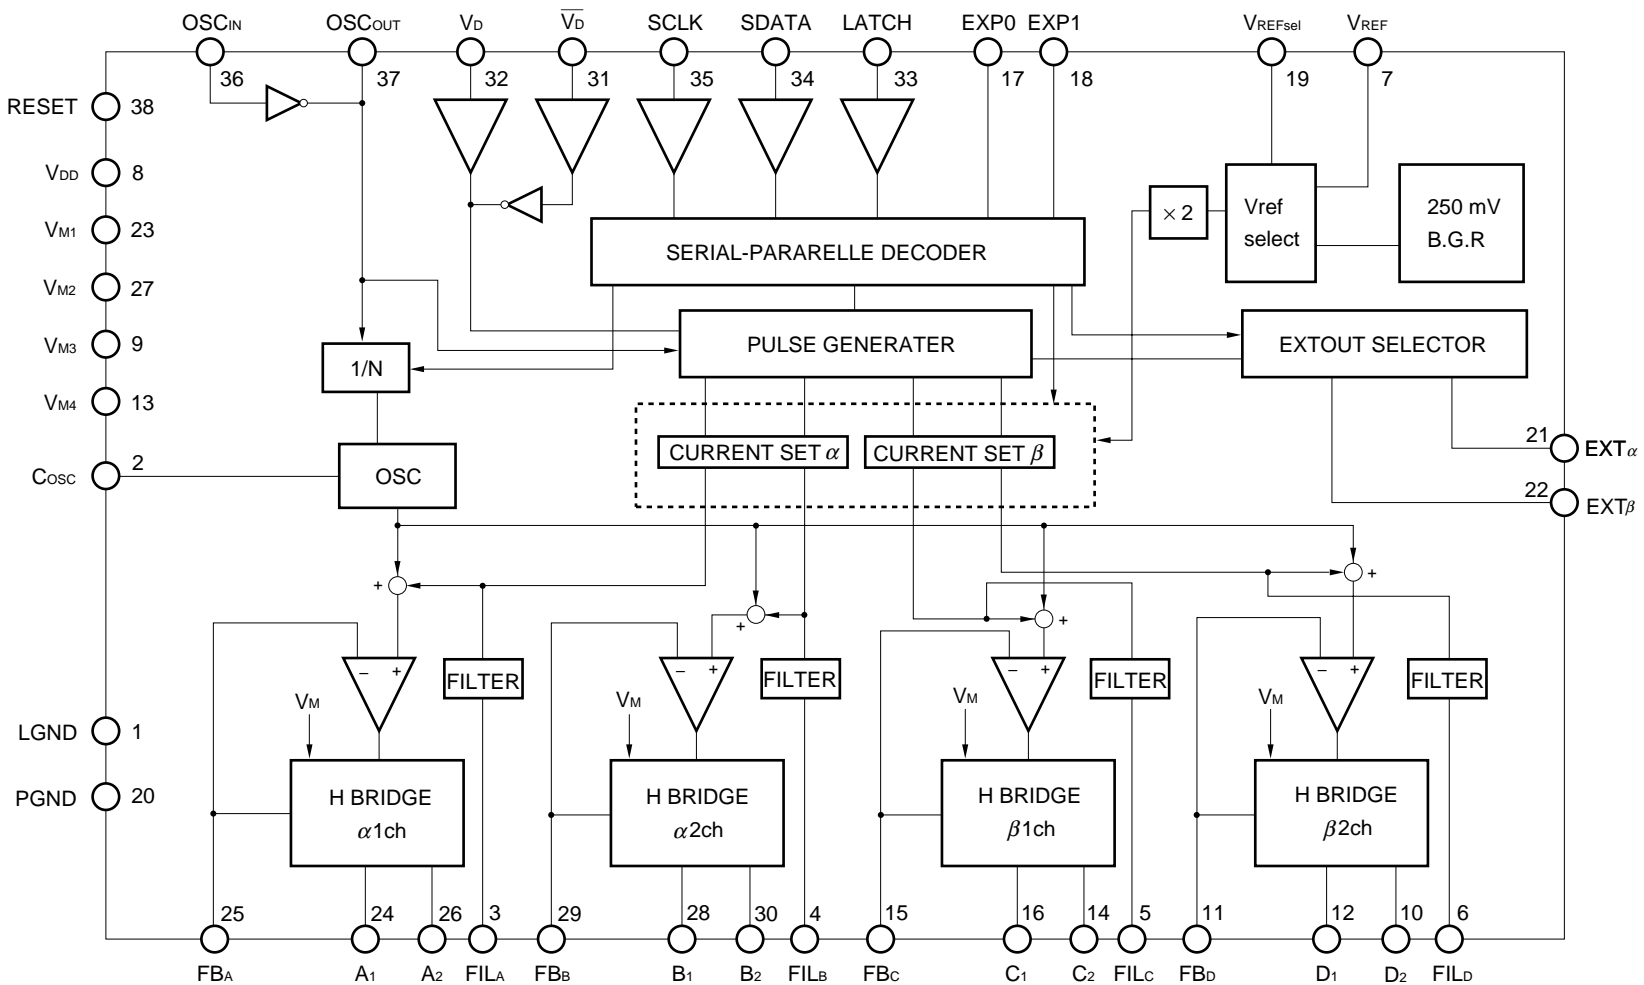 OSCIN OSCOUT VD V̅D̅ SCLK SDATA LATCH EXP0 EXP1 VREFsel VREF
36 37 32 31 35 34 33 17 18 19 7
RESET 38
VDD 8
VM1 23
VM2 27
VM3 9
VM4 13
COSC 2
LGND 1
PGND 20
× 2
Vref
select
250 mV
B.G.R
SERIAL-PARARELLE DECODER
PULSE GENERATER
EXTOUT SELECTOR
1/N
OSC
CURRENT SET α
CURRENT SET β
21 EXTα
22 EXTβ
+ + + +
− + − + − + − +
FILTER FILTER FILTER FILTER
VM VM VM VM
H BRIDGE
α1ch
H BRIDGE
α2ch
H BRIDGE
β1ch
H BRIDGE
β2ch
25 24 26 3 29 28 30 4 15 16 14 5 11 12 10 6
FBA A1 A2 FILA FBB B1 B2 FILB FBC C1 C2 FILC FBD D1 D2 FILD